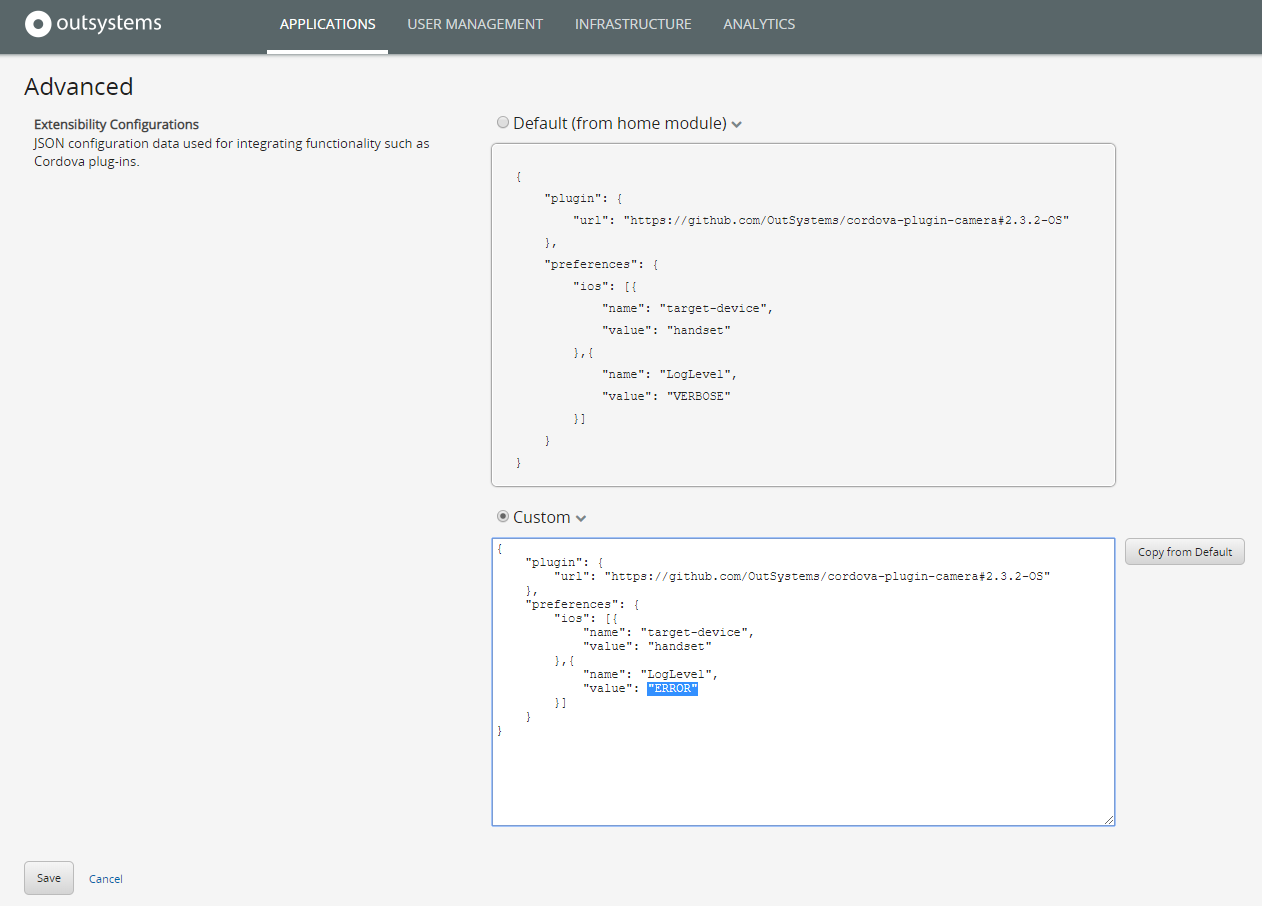 outsystems
APPLICATIONS
USER MANAGEMENT
INFRASTRUCTURE
ANALYTICS
Advanced
Extensibility Configurations
JSON configuration data used for integrating functionality such as
Cordova plug-ins.
Default (from home module)
{
    "plugin": {
        "url": "https://github.com/OutSystems/cordova-plugin-camera#2.3.2-OS"
    },
    "preferences": {
        "ios": [{
            "name": "target-device",
            "value": "handset"
        },{
            "name": "LogLevel",
            "value": "VERBOSE"
        }]
    }
}
Custom
{
    "plugin": {
        "url": "https://github.com/OutSystems/cordova-plugin-camera#2.3.2-OS"
    },
    "preferences": {
        "ios": [{
            "name": "target-device",
            "value": "handset"
        },{
            "name": "LogLevel",
            "value": "ERROR"
        }]
    }
}
Copy from Default
Save
Cancel